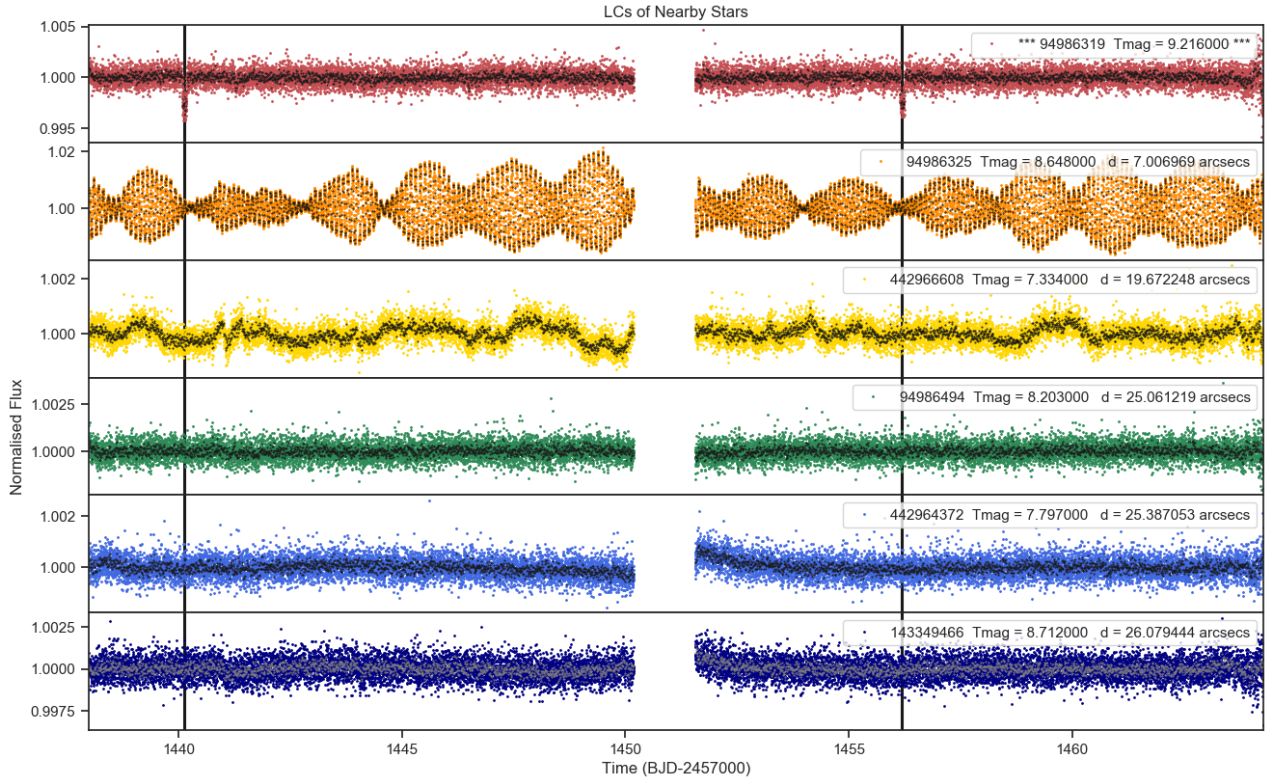 LCs of Nearby Stars
1.005
1.000
0.995
*** 94986319 Tmag = 9.216000 ***
1.02
1.00
94986325 Tmag = 8.648000 d = 7.006969 arcsecs
1.002
1.000
442966608 Tmag = 7.334000 d = 19.672248 arcsecs
Normalised Flux
1.0025
1.0000
94986494 Tmag = 8.203000 d = 25.061219 arcsecs
1.002
1.000
442964372 Tmag = 7.797000 d = 25.387053 arcsecs
1.0025
1.0000
0.9975
143349466 Tmag = 8.712000 d = 26.079444 arcsecs
1440 1445 1450 1455 1460
Time (BJD-2457000)